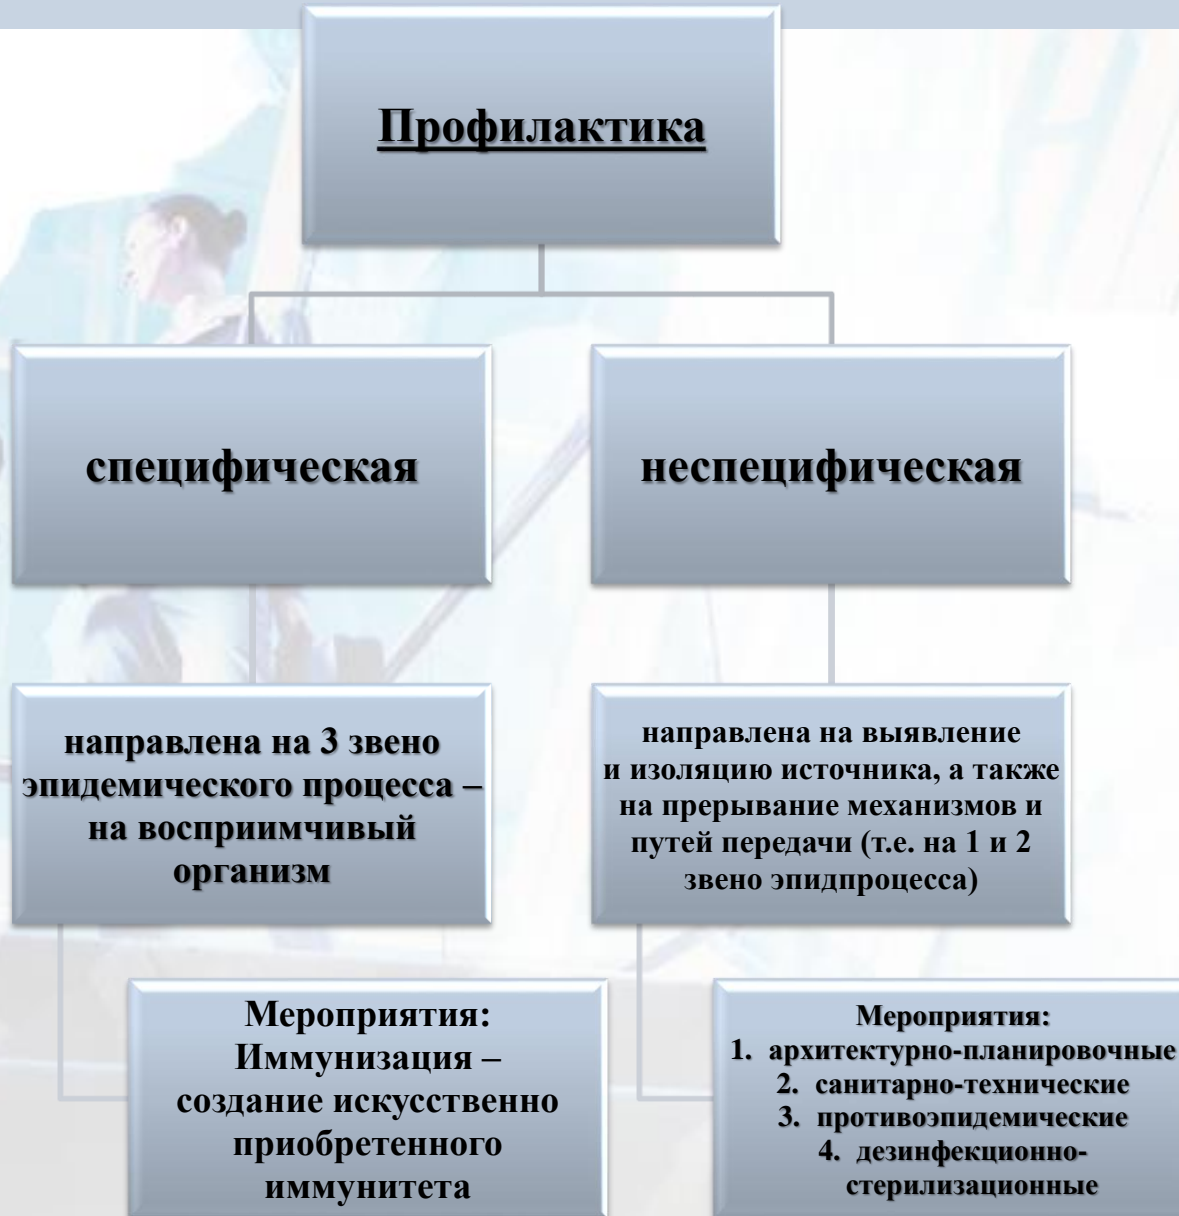 Профилактика
специфическая
неспецифическая
направлена на 3 звено
эпидемического процесса –
на восприимчивый
организм
направлена на выявление
и изоляцию источника, а также
на прерывание механизмов и
путей передачи (т.е. на 1 и 2
звено эпидпроцесса)
Мероприятия:
Иммунизация –
создание искусственно
приобретенного
иммунитета
Мероприятия:
1. архитектурно-планировочные
2. санитарно-технические
3. противоэпидемические
4. дезинфекционно-
стерилизационные